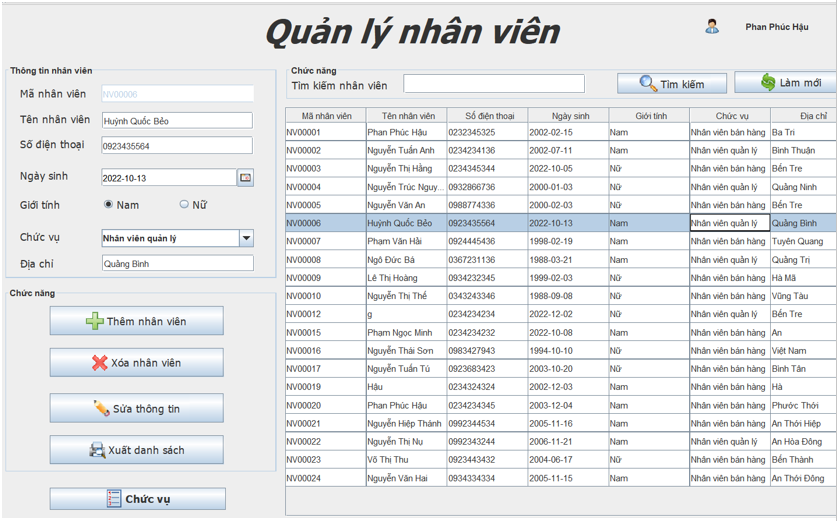 Quản lý nhân viên
Phan Phúc Hậu
Thông tin nhân viên
Mã nhân viên NV00006
Tên nhân viên Huỳnh Quốc Bẻo
Số điện thoại 0923435564
Ngày sinh 2022-10-13
Giới tính Nam Nữ
Chức vụ Nhân viên quản lý
Địa chỉ Quảng Bình
Chức năng
Thêm nhân viên
Xóa nhân viên
Sửa thông tin
Xuất danh sách
Chức vụ
Chức năng
Tìm kiếm nhân viên Tìm kiếm Làm mới
Mã nhân viên Tên nhân viên Số điện thoại Ngày sinh Giới tính Chức vụ Địa chỉ
NV00001 Phan Phúc Hậu 0232345325 2002-02-15 Nam Nhân viên bán hàng Ba Tri
NV00002 Nguyễn Tuấn Anh 0234234136 2002-07-11 Nam Nhân viên quản lý Bình Thuận
NV00003 Nguyễn Thị Hằng 0234345344 2022-10-05 Nữ Nhân viên bán hàng Bến Tre
NV00004 Nguyễn Trúc Nguy... 0932866736 2000-01-03 Nữ Nhân viên quản lý Quảng Ninh
NV00005 Nguyễn Văn An 0988774336 2000-02-03 Nữ Nhân viên bán hàng Bến Tre
NV00006 Huỳnh Quốc Bẻo 0923435564 2022-10-13 Nam Nhân viên quản lý Quảng Bình
NV00007 Phạm Văn Hải 0924445436 1998-02-19 Nam Nhân viên bán hàng Tuyên Quang
NV00008 Ngô Đức Bá 0367231136 1988-03-21 Nam Nhân viên quản lý Quảng Trị
NV00009 Lê Thị Hoàng 0934232345 1999-02-03 Nữ Nhân viên bán hàng Hà Mã
NV00010 Nguyễn Thị Thế 0343243346 1988-09-08 Nữ Nhân viên bán hàng Vũng Tàu
NV00012 g 0234234234 2022-12-02 Nữ Nhân viên quản lý Bến Tre
NV00015 Phạm Ngọc Minh 0234234232 2022-10-08 Nam Nhân viên bán hàng An
NV00016 Nguyễn Thái Sơn 0983427943 1994-10-10 Nữ Nhân viên bán hàng Việt Nam
NV00017 Nguyễn Tuấn Tú 0923683423 2003-10-20 Nữ Nhân viên bán hàng Bình Tân
NV00019 Hậu 0234324324 2022-12-03 Nam Nhân viên bán hàng Hà
NV00020 Phan Phúc Hậu 0234234345 2003-12-04 Nam Nhân viên bán hàng Phước Thới
NV00021 Nguyễn Hiệp Thánh 0992344534 2005-11-16 Nam Nhân viên bán hàng An Thới Hiệp
NV00022 Nguyễn Thị Nụ 0992343244 2006-11-21 Nam Nhân viên quản lý An Hòa Đông
NV00023 Võ Thị Thu 0923443432 2004-06-17 Nữ Nhân viên bán hàng Bến Thành
NV00024 Nguyễn Văn Hai 0934334334 2005-11-15 Nam Nhân viên bán hàng An Thới Đông